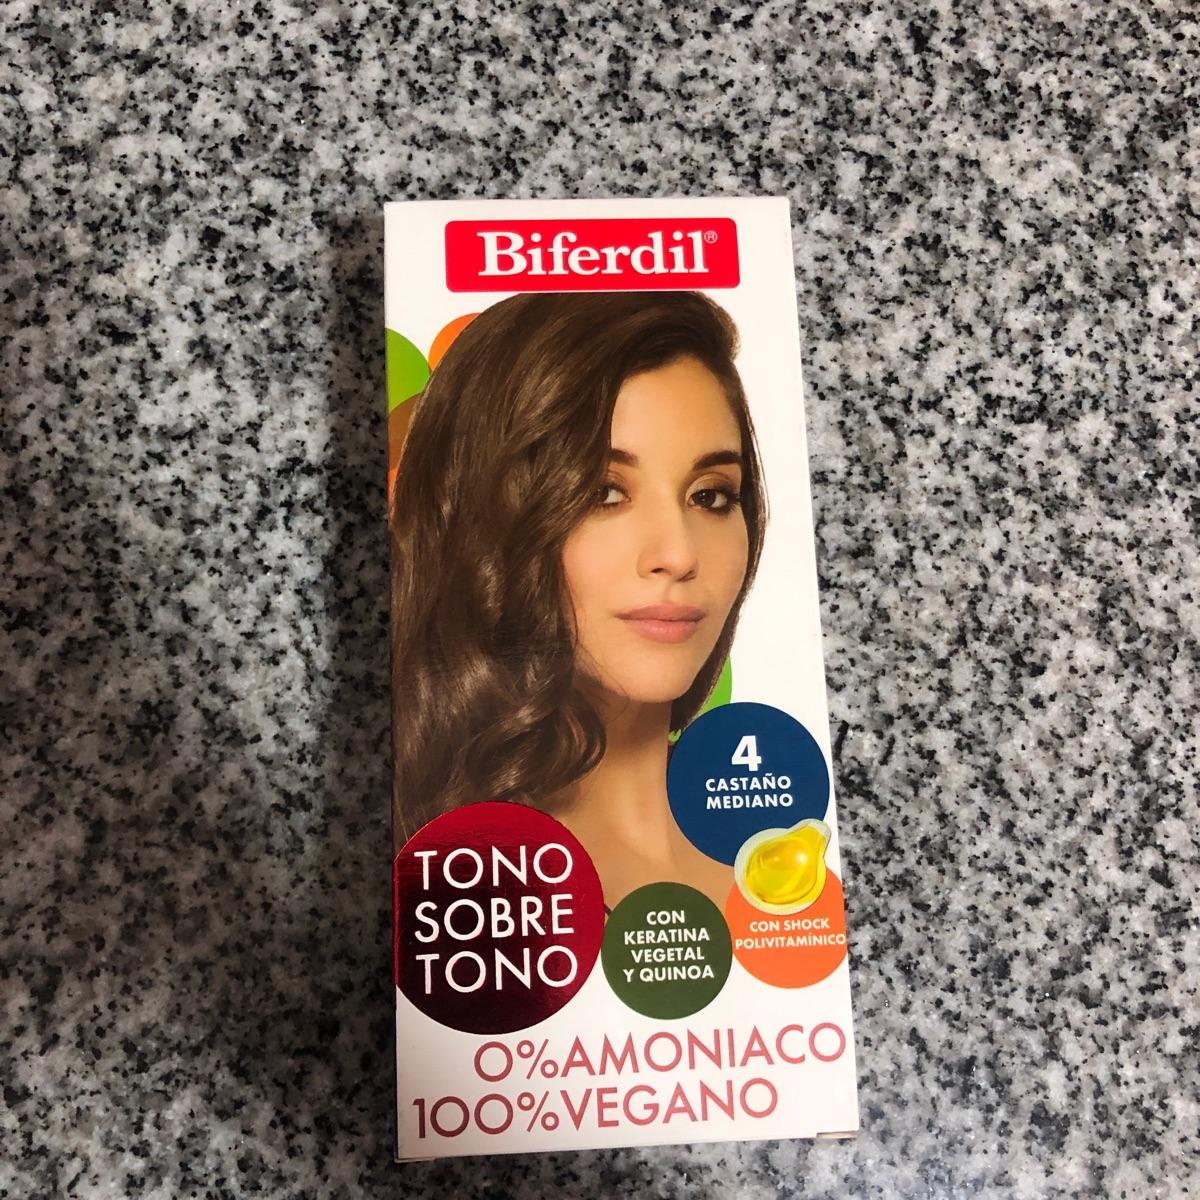 Biferdil®
4
CASTAÑO
MEDIANO
TONO
SOBRE
TONO
CON
KERATINA
VEGETAL
Y QUINOA
CON SHOCK
POLIVITAMÍNICO
0%AMONIACO
100%VEGANO